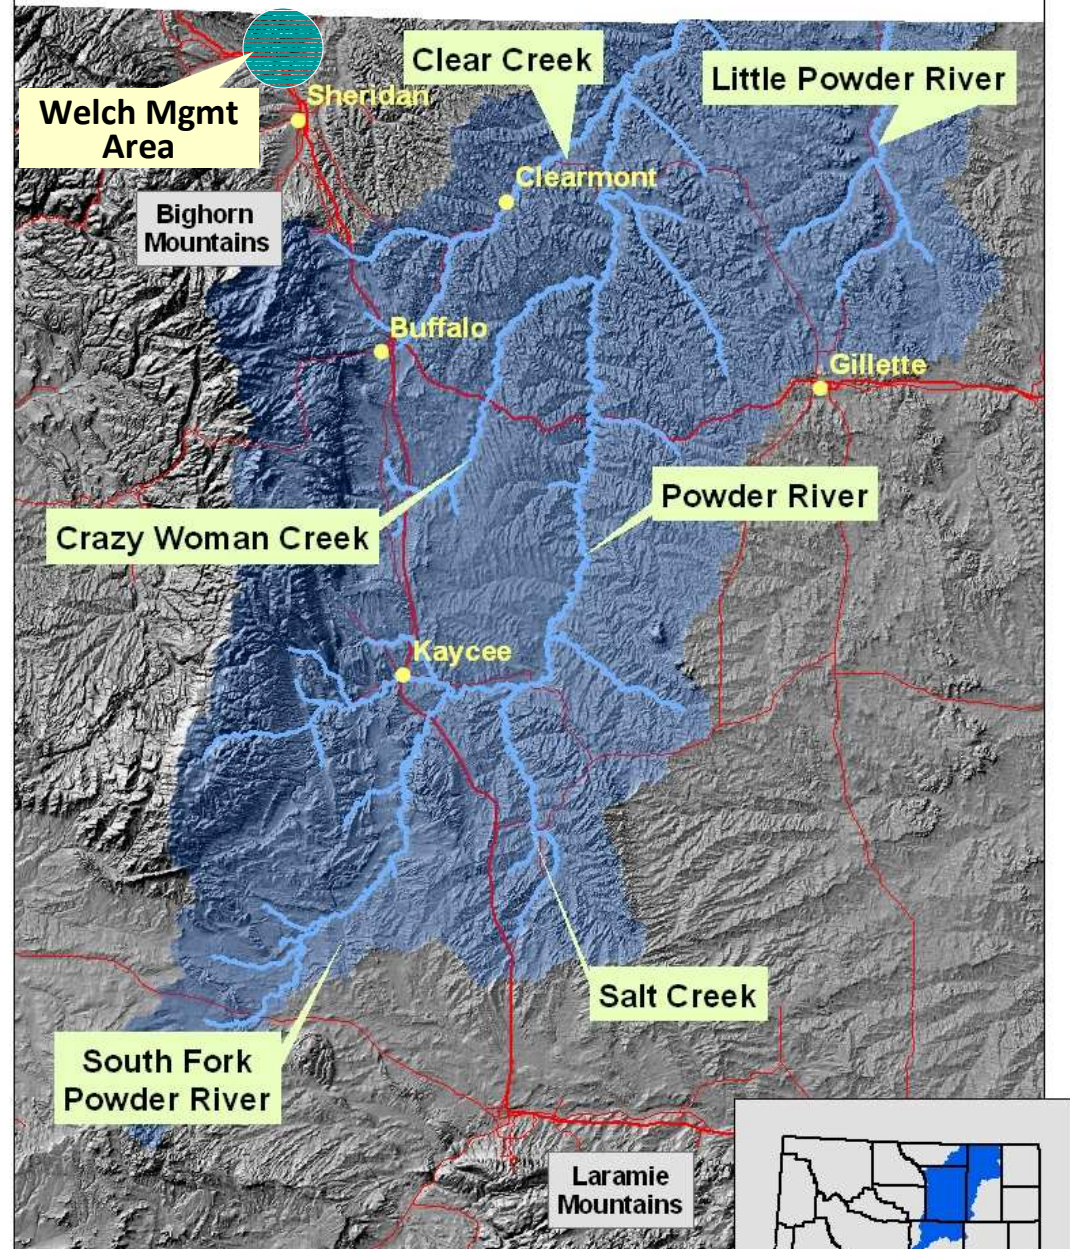 Clear Creek
Little Powder River
Welch Mgmt
Area
Sheridan
Clearmont
Bighorn
Mountains
Buffalo
Gillette
Powder River
Crazy Woman Creek
Kaycee
Salt Creek
South Fork
Powder River
Laramie
Mountains